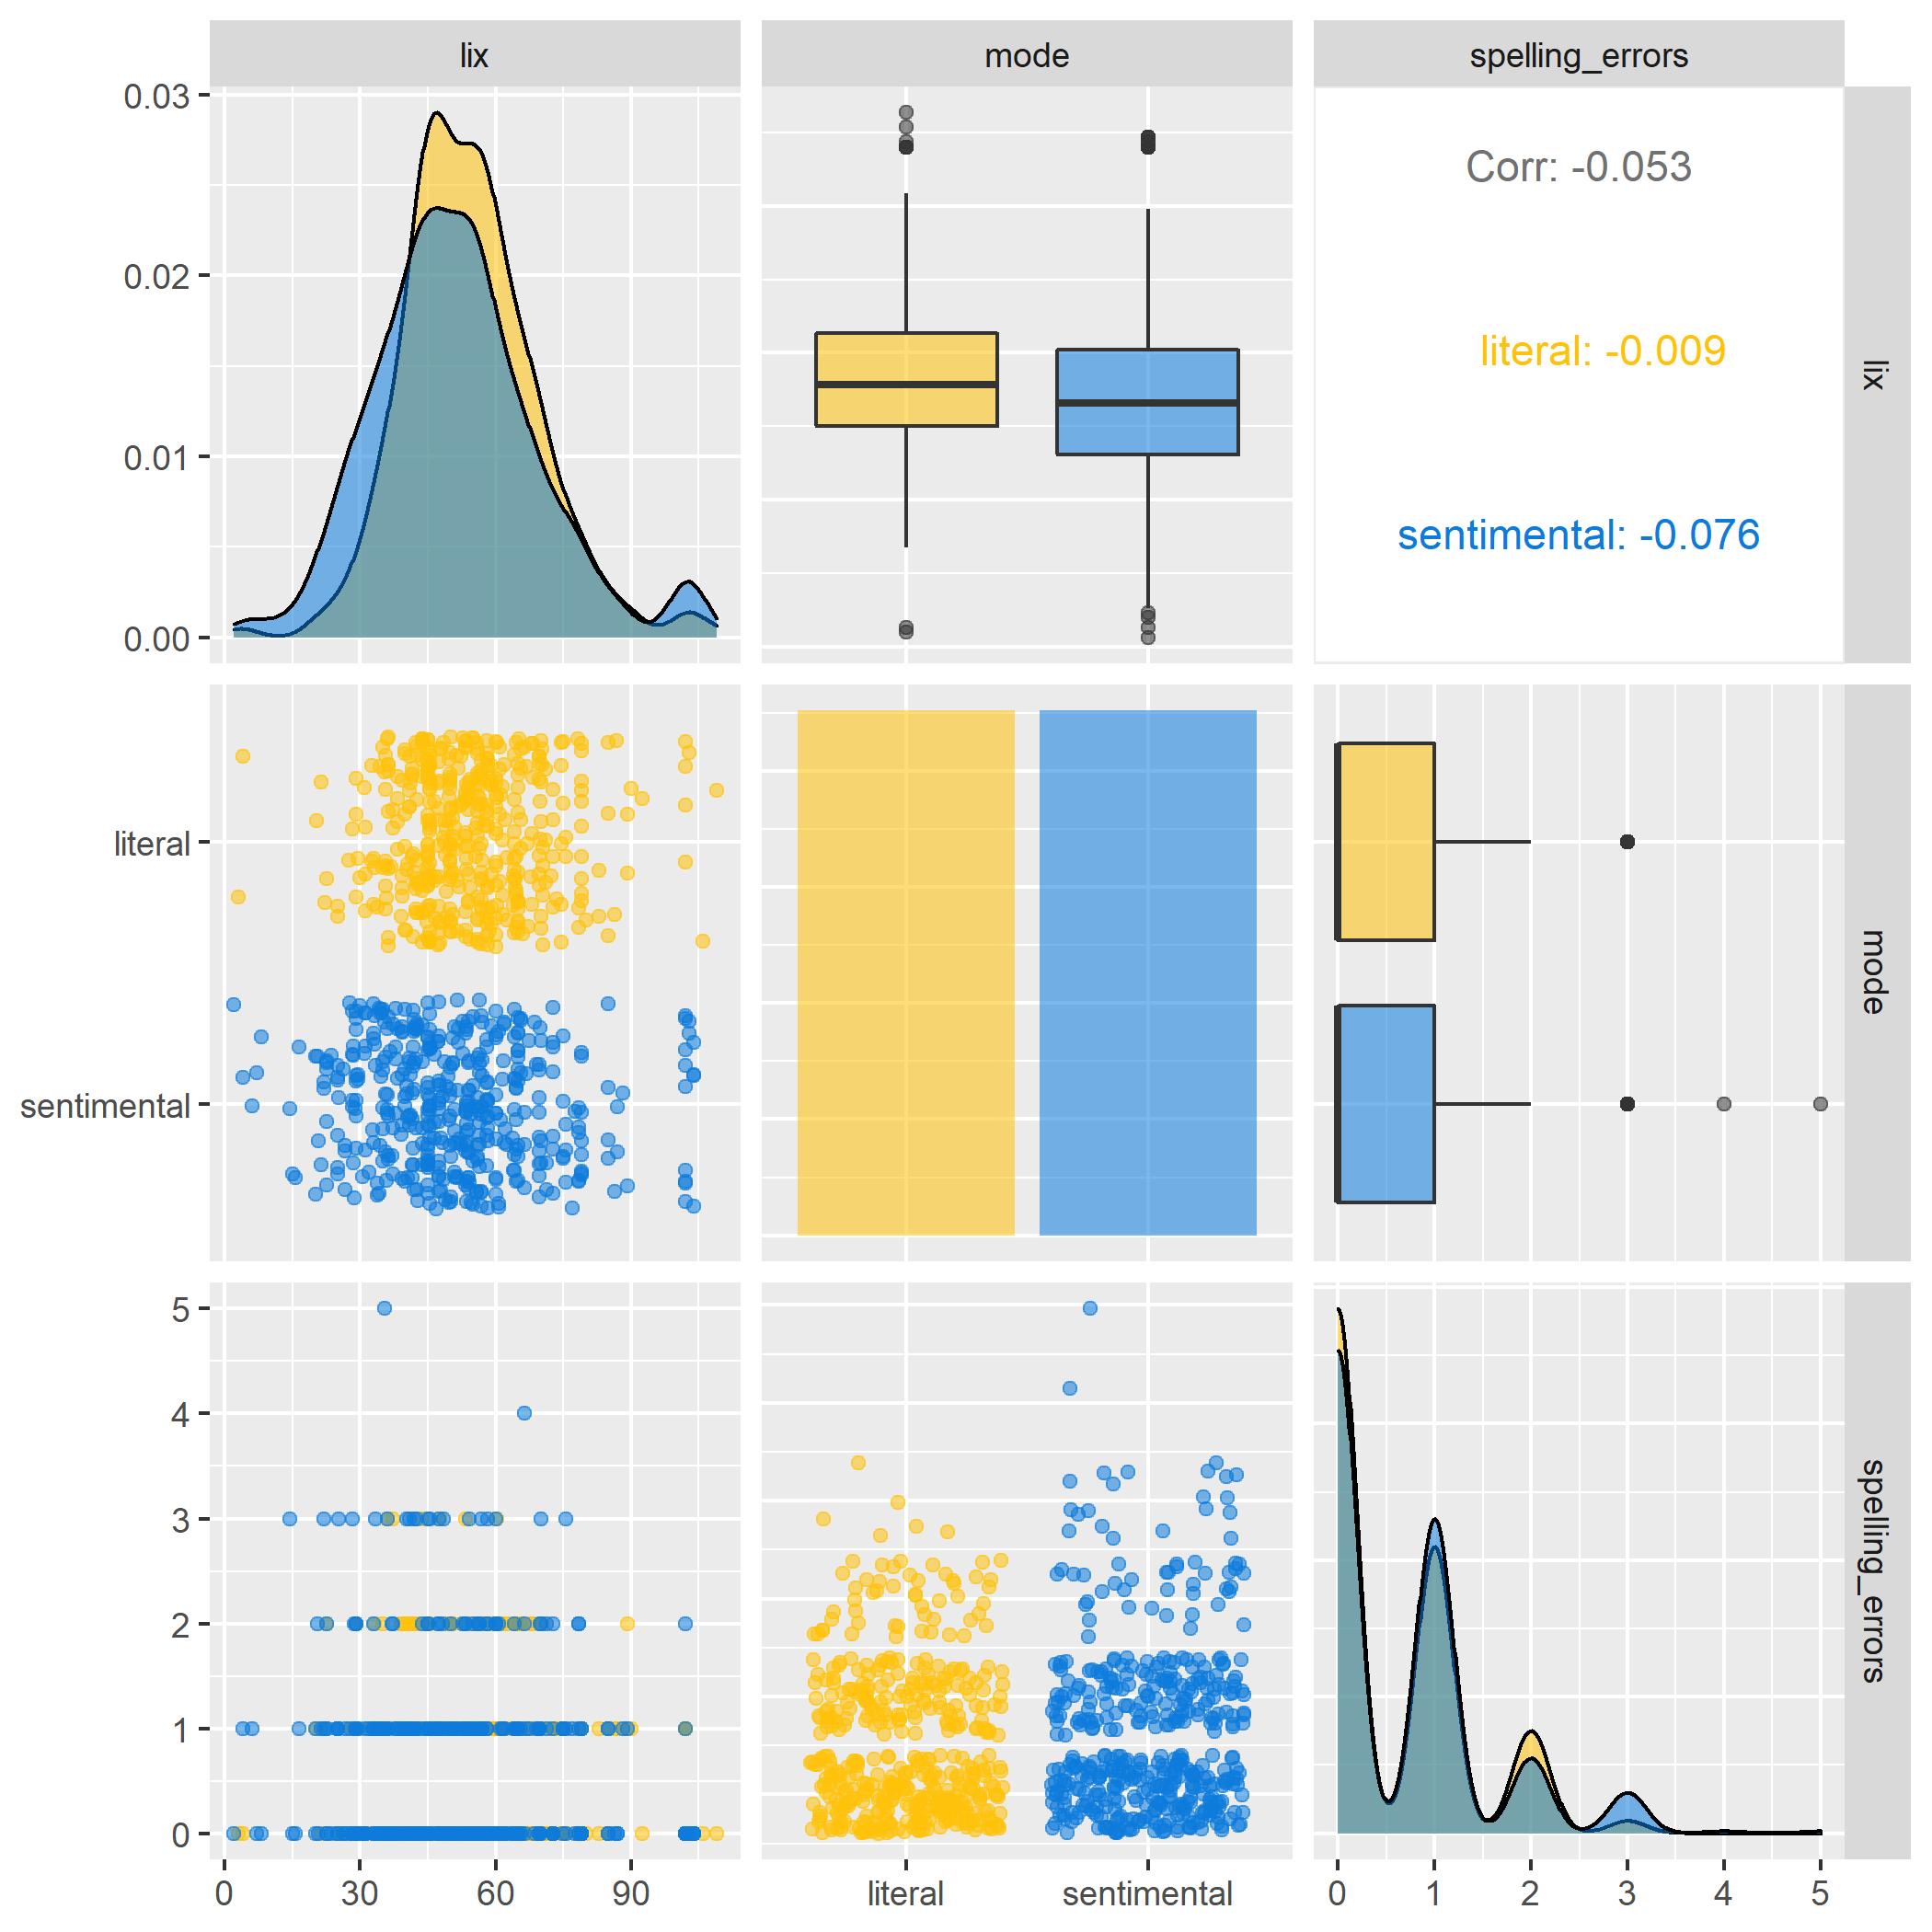 lix
mode
spelling_errors
0.03
0.02
0.01
0.00
Corr: -0.053
literal: -0.009
sentimental: -0.076
lix
literal
sentimental
mode
5
4
3
2
1
0
spelling_errors
0 30 60 90
literal sentimental
0 1 2 3 4 5